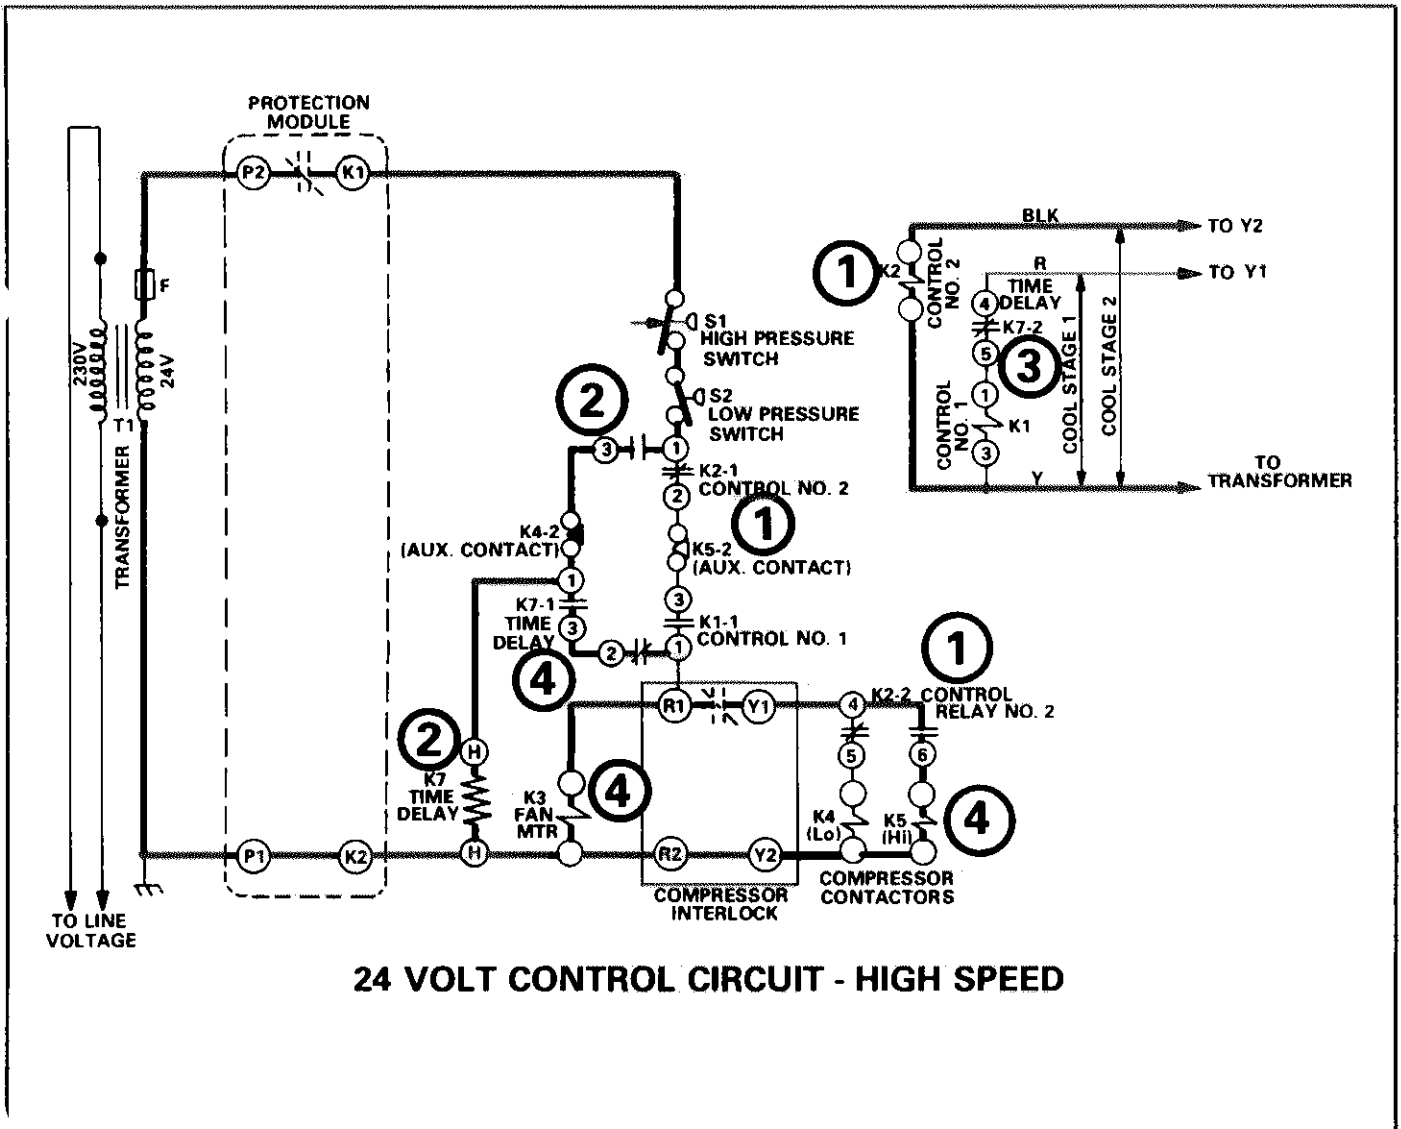 PROTECTION
MODULE
P2
K1
F
230V
24V
T1
TRANSFORMER
P1
K2
TO LINE
VOLTAGE
S1
HIGH PRESSURE
SWITCH
S2
LOW PRESSURE
SWITCH
2
3
1
K2-1
CONTROL NO. 2
2
1
K4-2
(AUX. CONTACT)
K5-2
(AUX. CONTACT)
1
3
K7-1
TIME
DELAY
3
K1-1
CONTROL NO. 1
2
1
4
2
H
K7
TIME
DELAY
H
K3
FAN
MTR
4
R1
Y1
R2
Y2
COMPRESSOR
INTERLOCK
1
4
K2-2 CONTROL
RELAY NO. 2
5
6
K4
(Lo)
K5
(Hi)
4
COMPRESSOR
CONTACTORS
BLK
TO Y2
1
K2
CONTROL
NO. 2
R
TO Y1
4
TIME
DELAY
K7-2
5
3
1
K1
CONTROL
NO. 1
3
COOL STAGE 1
COOL STAGE 2
Y
TO
TRANSFORMER
24 VOLT CONTROL CIRCUIT - HIGH SPEED